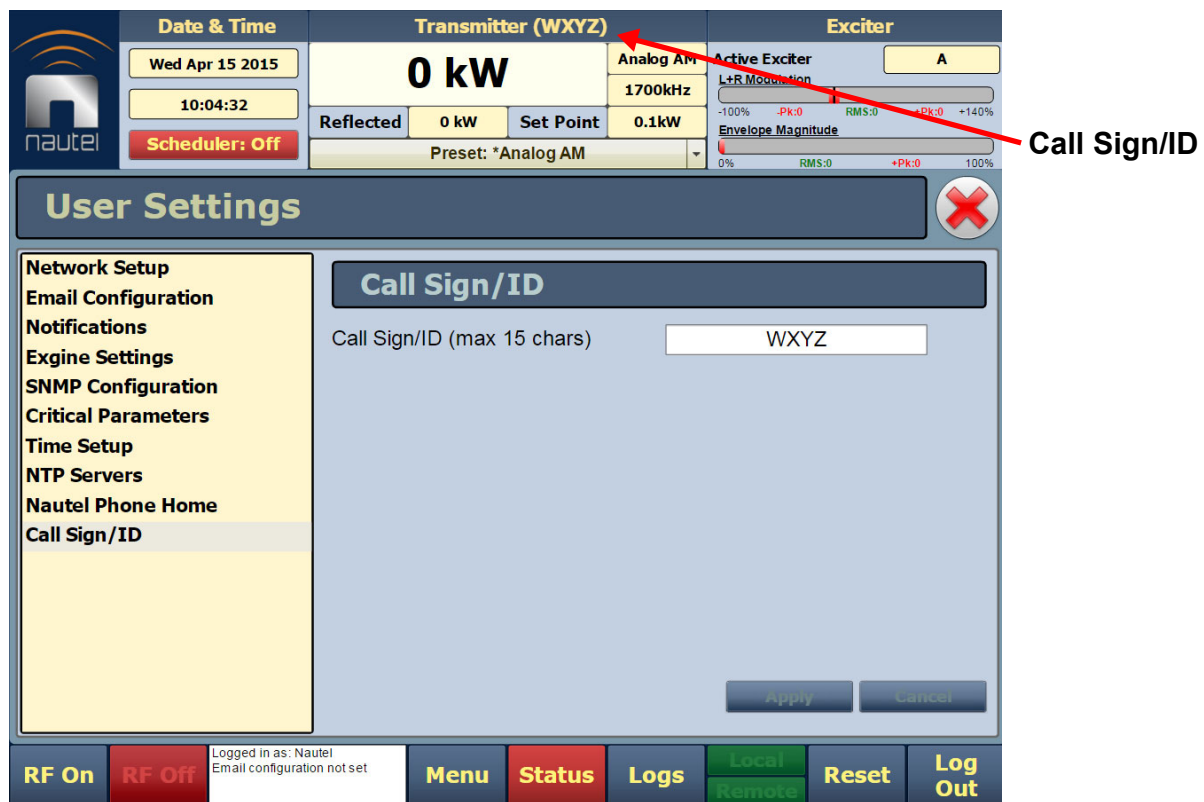 Date & Time
Transmitter (WXYZ)
Exciter
nautel
Wed Apr 15 2015
10:04:32
Scheduler: Off
0 kW
Analog AM
1700kHz
Reflected 0 kW Set Point 0.1kW
Preset: *Analog AM
Active Exciter A
L+R Modulation
-100% -Pk:0 RMS:0 +Pk:0 +140%
Envelope Magnitude
0% RMS:0 +Pk:0 100%
Call Sign/ID
User Settings
Network Setup
Email Configuration
Notifications
Exgine Settings
SNMP Configuration
Critical Parameters
Time Setup
NTP Servers
Nautel Phone Home
Call Sign/ID
Call Sign/ID
Call Sign/ID (max 15 chars) WXYZ
Apply Cancel
RF On
RF Off
Logged in as: Nautel
Email configuration not set
Menu
Status
Logs
Local
Remote
Reset
Log
Out